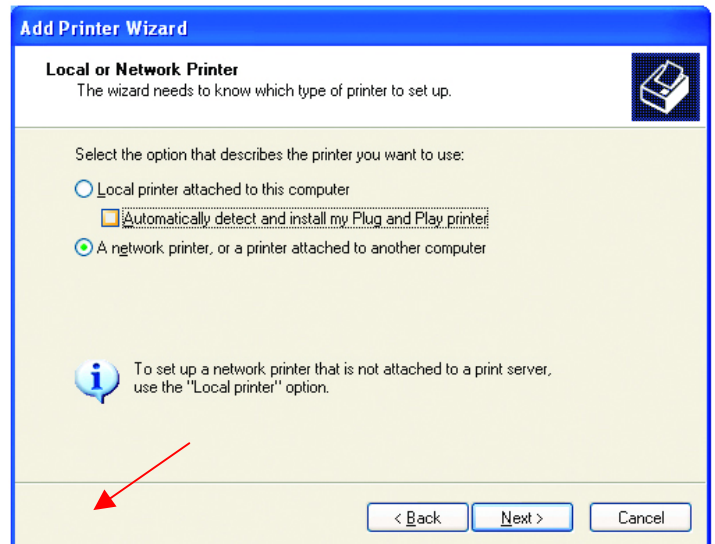 Add Printer Wizard
Local or Network Printer
The wizard needs to know which type of printer to set up.
Select the option that describes the printer you want to use:
Local printer attached to this computer
Automatically detect and install my Plug and Play printer
A network printer, or a printer attached to another computer
To set up a network printer that is not attached to a print server,
use the "Local printer" option.
< Back
Next >
Cancel